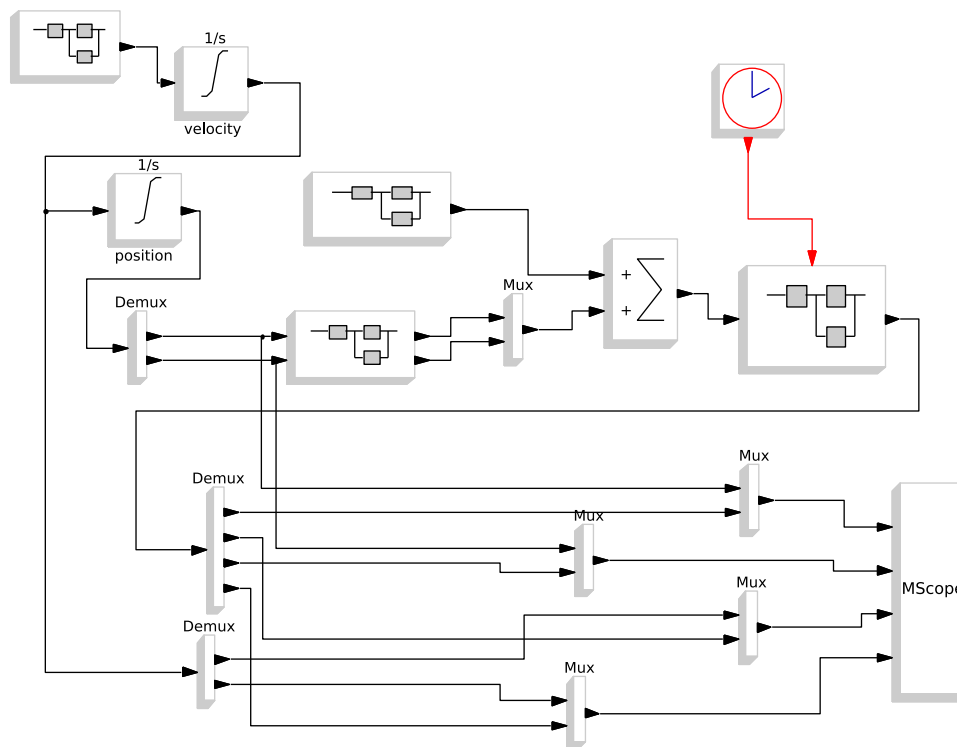 1/s
velocity
1/s
position
Demux
Mux
+
+
Demux
Mux
Mux
MScope
Mux
Demux
Mux